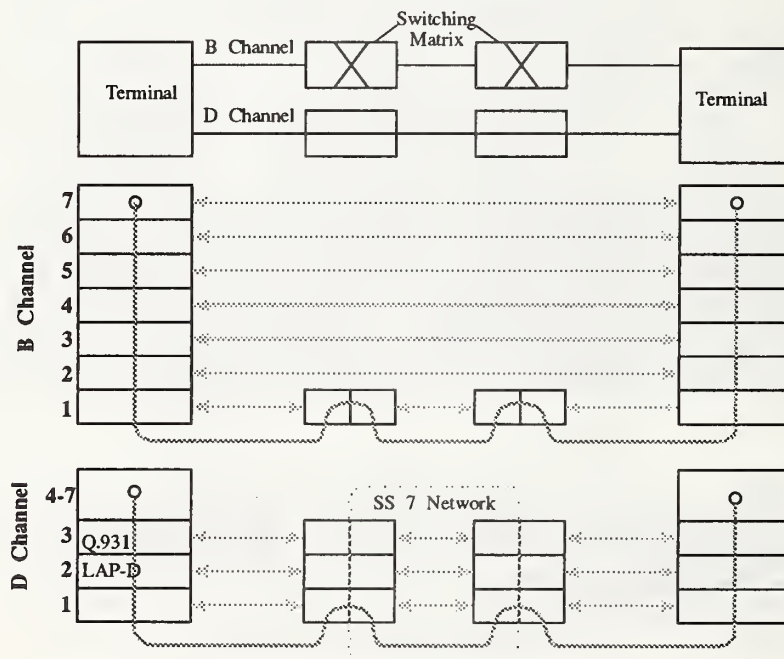 Switching
Matrix
B Channel
Terminal
D Channel
Terminal
B Channel
7
6
5
4
3
2
1
D Channel
4-7
SS 7 Network
3
Q.931
2
LAP-D
1